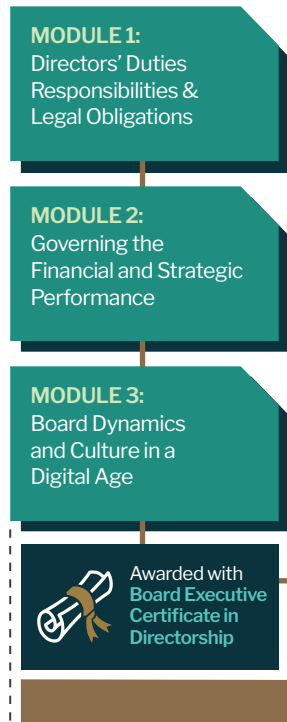 MODULE 1:
Directors’ Duties
Responsibilities &
Legal Obligations
MODULE 2:
Governing the
Financial and Strategic
Performance
MODULE 3:
Board Dynamics
and Culture in a
Digital Age
Awarded with
Board Executive
Certificate in
Directorship